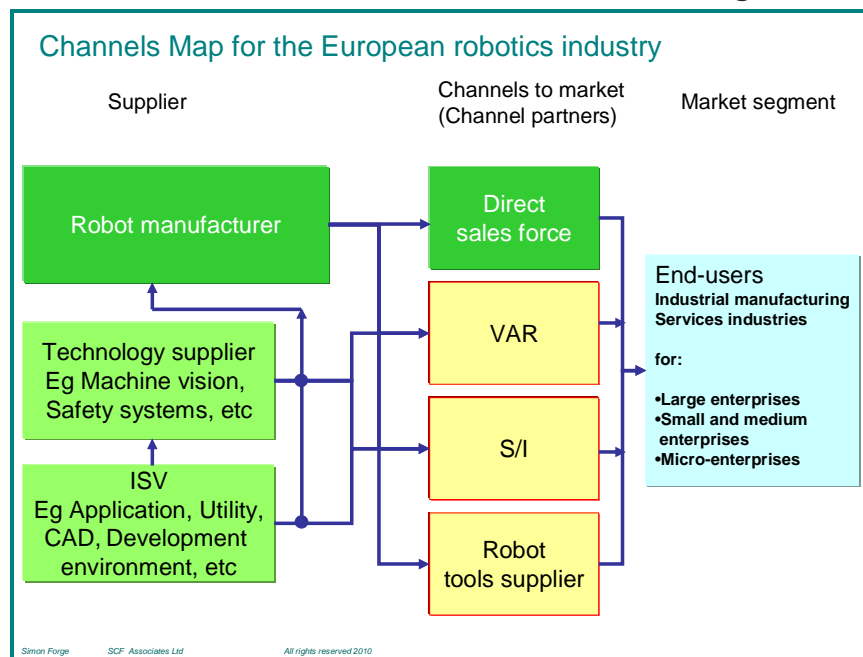 Channels Map for the European robotics industry
Supplier
Channels to market
(Channel partners)
Market segment
Robot manufacturer
Direct
sales force
Technology supplier
Eg Machine vision,
Safety systems, etc
VAR
ISV
Eg Application, Utility,
CAD, Development
environment, etc
S/I
Robot
tools supplier
End-users
Industrial manufacturing
Services industries
for:
•Large enterprises
•Small and medium
enterprises
•Micro-enterprises
Simon Forge SCF Associates Ltd All rights reserved 2010